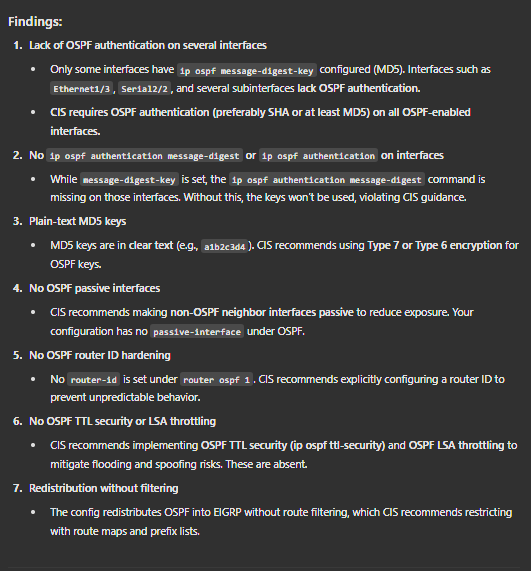 Findings:
1. Lack of OSPF authentication on several interfaces
• Only some interfaces have ip ospf message-digest-key configured (MD5). Interfaces such as
Ethernet1/3 , Serial2/2 , and several subinterfaces lack OSPF authentication.
• CIS requires OSPF authentication (preferably SHA or at least MD5) on all OSPF-enabled
interfaces.
2. No ip ospf authentication message-digest or ip ospf authentication on interfaces
• While message-digest-key is set, the ip ospf authentication message-digest command is
missing on those interfaces. Without this, the keys won't be used, violating CIS guidance.
3. Plain-text MD5 keys
• MD5 keys are in clear text (e.g., a1b2c3d4 ). CIS recommends using Type 7 or Type 6 encryption for
OSPF keys.
4. No OSPF passive interfaces
• CIS recommends making non-OSPF neighbor interfaces passive to reduce exposure. Your
configuration has no passive-interface under OSPF.
5. No OSPF router ID hardening
• No router-id is set under router ospf 1 . CIS recommends explicitly configuring a router ID to
prevent unpredictable behavior.
6. No OSPF TTL security or LSA throttling
• CIS recommends implementing OSPF TTL security (ip ospf ttl-security) and OSPF LSA throttling to
mitigate flooding and spoofing risks. These are absent.
7. Redistribution without filtering
• The config redistributes OSPF into EIGRP without route filtering, which CIS recommends restricting
with route maps and prefix lists.